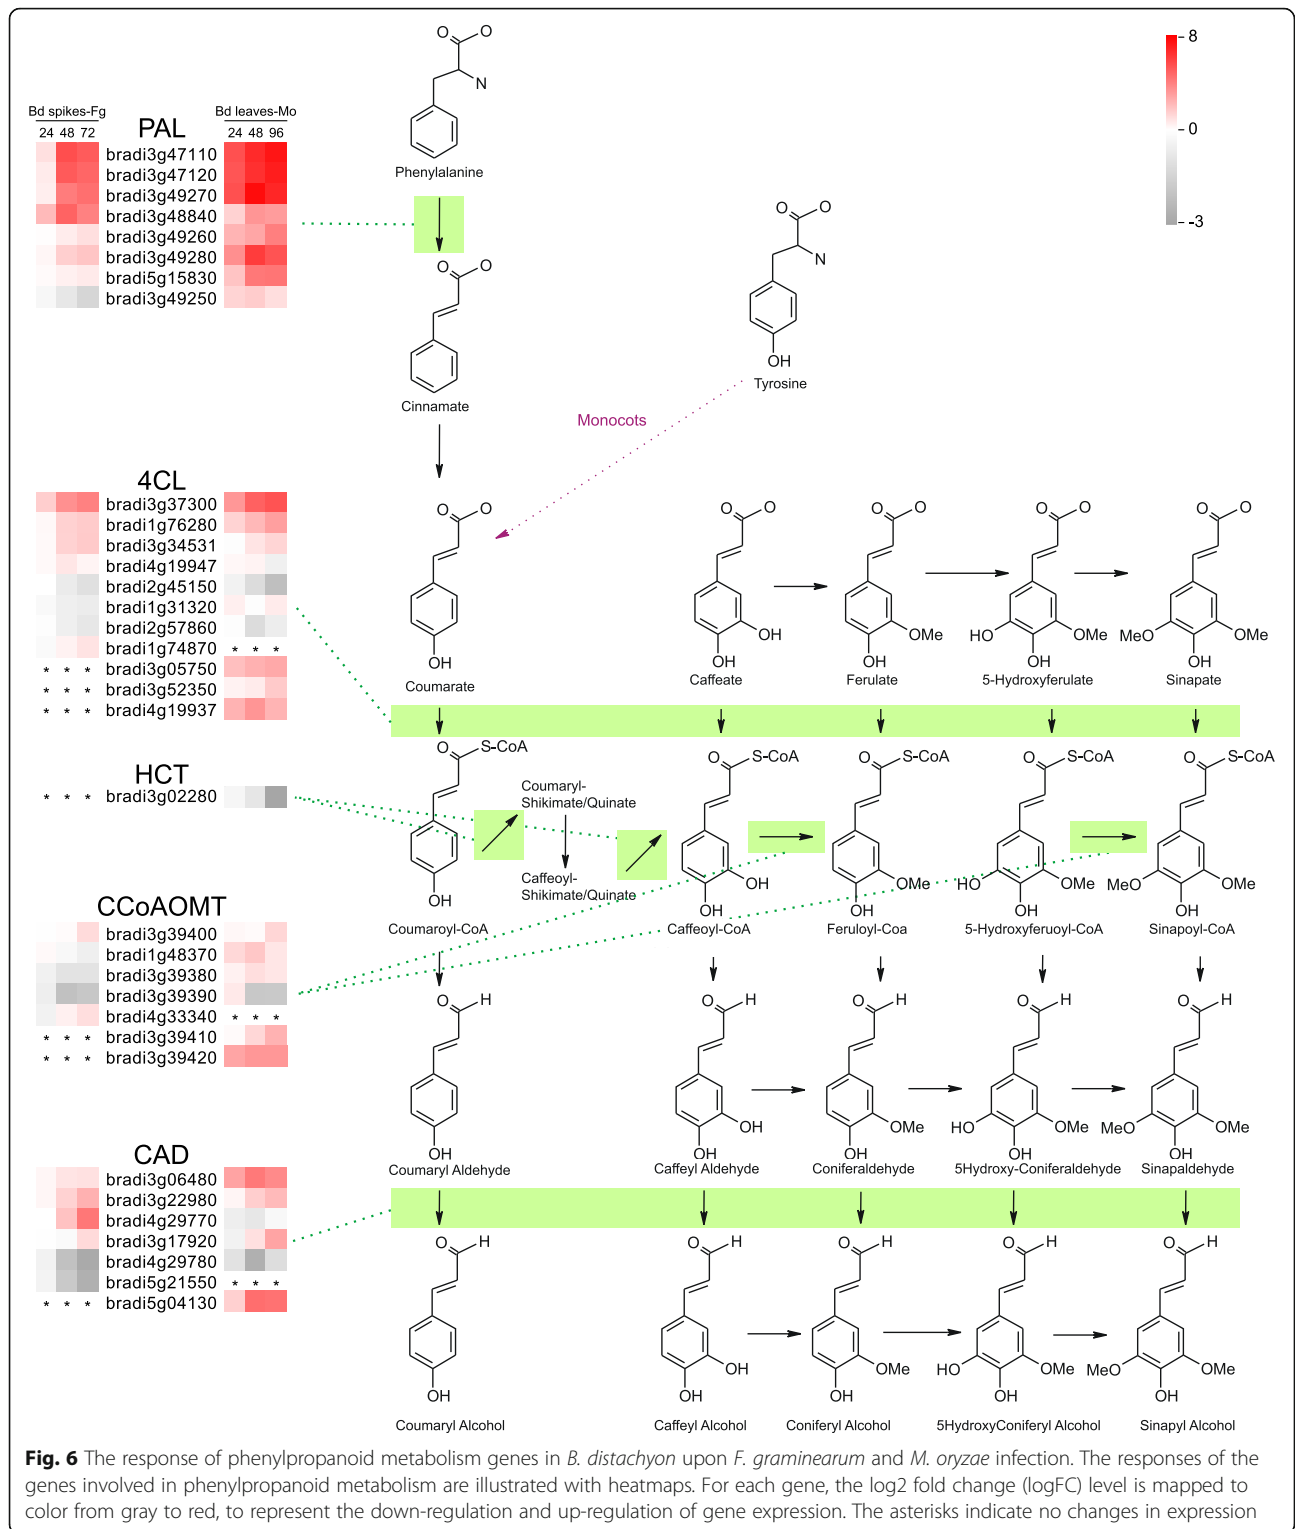 8
0
-3
Bd spikes-Fg
Bd leaves-Mo
24 48 72
PAL
24 48 96
bradi3g47110
bradi3g47120
bradi3g49270
bradi3g48840
bradi3g49260
bradi3g49280
bradi5g15830
bradi3g49250
O O
N
Phenylalanine
O O
Cinnamate
O O
N
OH
Tyrosine
Monocots
4CL
bradi3g37300
bradi1g76280
bradi3g34531
bradi4g19947
bradi2g45150
bradi1g31320
bradi2g57860
bradi1g74870 * * *
* * * bradi3g05750
* * * bradi3g52350
* * * bradi4g19937
O O
OH
Coumarate
O O
OH
OH
Caffeate
O O
OMe
OH
Ferulate
O O
HO OMe
OH
5-Hydroxyferulate
O O
MeO OMe
OH
Sinapate
HCT
* * * bradi3g02280
O S-CoA
OH
Coumaroyl-CoA
Coumaryl-
Shikimate/Quinate
Caffeoyl-
Shikimate/Quinate
O S-CoA
OH
OH
Caffeoyl-CoA
O S-CoA
OMe
OH
Feruloyl-Coa
O S-CoA
HO OMe
OH
5-Hydroxyferuoyl-CoA
O S-CoA
MeO OMe
OH
Sinapoyl-CoA
CCoAOMT
bradi3g39400
bradi1g48370
bradi3g39380
bradi3g39390
bradi4g33340 * * *
* * * bradi3g39410
* * * bradi3g39420
O H
OH
Coumaryl Aldehyde
O H
OH
OH
Caffeyl Aldehyde
O H
OMe
OH
Coniferaldehyde
O H
HO OMe
OH
5Hydroxy-Coniferaldehyde
O H
MeO OMe
OH
Sinapaldehyde
CAD
bradi3g06480
bradi3g22980
bradi4g29770
bradi3g17920
bradi4g29780
bradi5g21550 * * *
* * * bradi5g04130
O H
OH
Coumaryl Alcohol
O H
OH
OH
Caffeyl Alcohol
O H
OMe
OH
Coniferyl Alcohol
O H
HO OMe
OH
5HydroxyConiferyl Alcohol
O H
MeO OMe
OH
Sinapyl Alcohol
Fig. 6 The response of phenylpropanoid metabolism genes in B. distachyon upon F. graminearum and M. oryzae infection. The responses of the
genes involved in phenylpropanoid metabolism are illustrated with heatmaps. For each gene, the log2 fold change (logFC) level is mapped to
color from gray to red, to represent the down-regulation and up-regulation of gene expression. The asterisks indicate no changes in expression